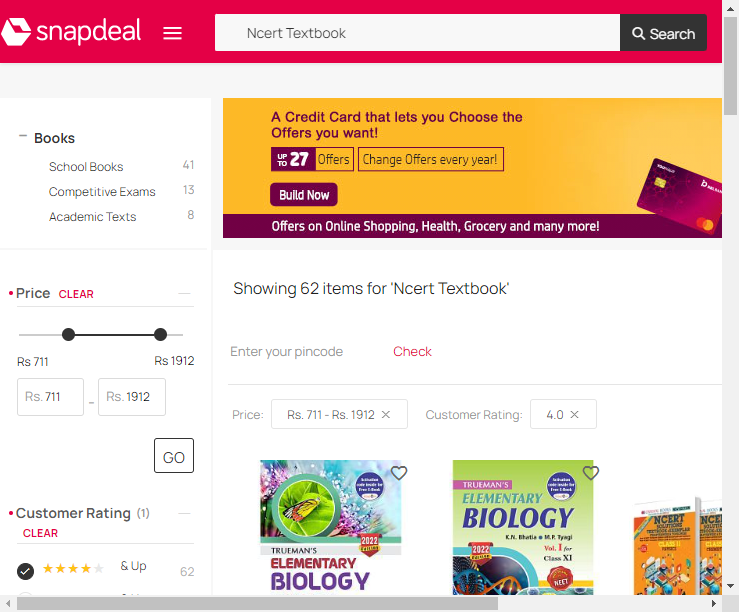 snapdeal
Ncert Textbook
Search
A Credit Card that lets you Choose the
Offers you want!
UP TO 27 Offers Change Offers every year!
Build Now
Offers on Online Shopping, Health, Grocery and many more!
Books
School Books 41
Competitive Exams 13
Academic Texts 8
Price CLEAR
Rs 711 Rs 1912
Rs. 711 - Rs. 1912
GO
Customer Rating (1)
CLEAR
& Up 62
Showing 62 items for 'Ncert Textbook'
Enter your pincode Check
Price: Rs. 711 - Rs. 1912 Customer Rating: 4.0
2022
TRUEMAN'S
ELEMENTARY
BIOLOGY
TRUEMAN'S
ELEMENTARY
BIOLOGY
K.N. Bhatia M.P. Tyagi
2022
Vol. I for
Class XI
NEET
NCERT
SOLUTIONS
NCERT